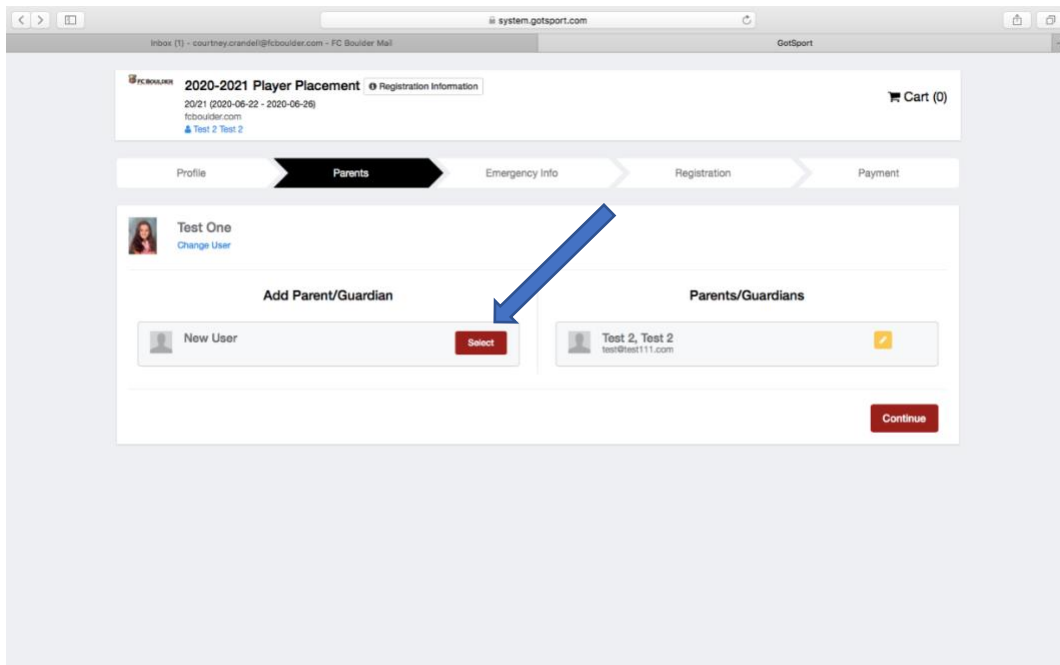 system.gotsport.com
Inbox (1) - courtney.crandell@fcboulder.com - FC Boulder Mail
GotSport
FC BOULDER
2020-2021 Player Placement
Registration Information
Cart (0)
20/21 (2020-06-22 - 2020-06-26)
fcboulder.com
Test 2 Test 2
Profile
Parents
Emergency Info
Registration
Payment
Test One
Change User
Add Parent/Guardian
Parents/Guardians
New User
Select
Test 2, Test 2
test@test111.com
Continue